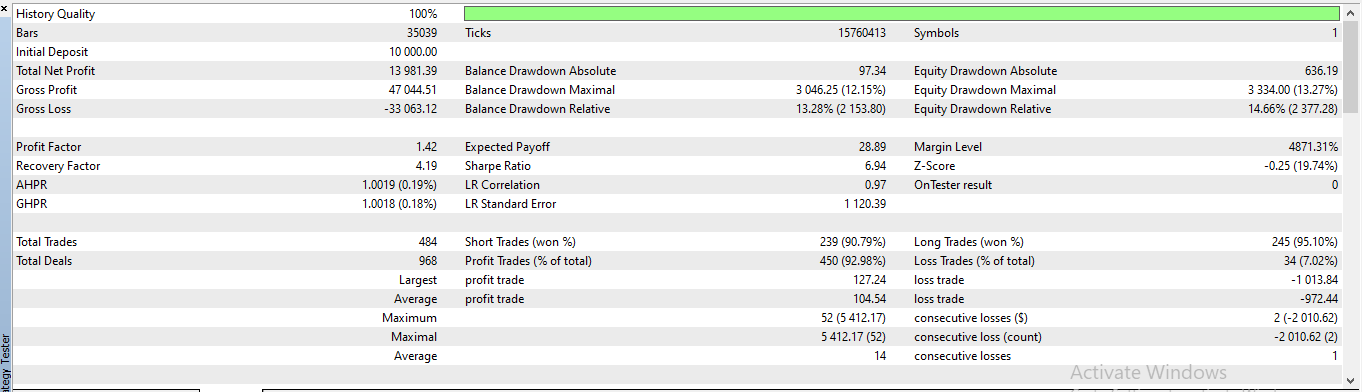 History Quality 100%
Bars 35039 Ticks 15760413 Symbols 1
Initial Deposit 10 000.00
Total Net Profit 13 981.39 Balance Drawdown Absolute 97.34 Equity Drawdown Absolute 636.19
Gross Profit 47 044.51 Balance Drawdown Maximal 3 046.25 (12.15%) Equity Drawdown Maximal 3 334.00 (13.27%)
Gross Loss -33 063.12 Balance Drawdown Relative 13.28% (2 153.80) Equity Drawdown Relative 14.66% (2 377.28)
Profit Factor 1.42 Expected Payoff 28.89 Margin Level 4871.31%
Recovery Factor 4.19 Sharpe Ratio 6.94 Z-Score -0.25 (19.74%)
AHPR 1.0019 (0.19%) LR Correlation 0.97 OnTester result 0
GHPR 1.0018 (0.18%) LR Standard Error 1 120.39
Total Trades 484 Short Trades (won %) 239 (90.79%) Long Trades (won %) 245 (95.10%)
Total Deals 968 Profit Trades (% of total) 450 (92.98%) Loss Trades (% of total) 34 (7.02%)
Largest profit trade 127.24 loss trade -1 013.84
Average profit trade 104.54 loss trade -972.44
Maximum 52 (5 412.17) consecutive losses ($) 2 (-2 010.62)
Maximal 5 412.17 (52) consecutive loss (count) -2 010.62 (2)
Average 14 consecutive losses 1
Activate Windows
tegy Tester